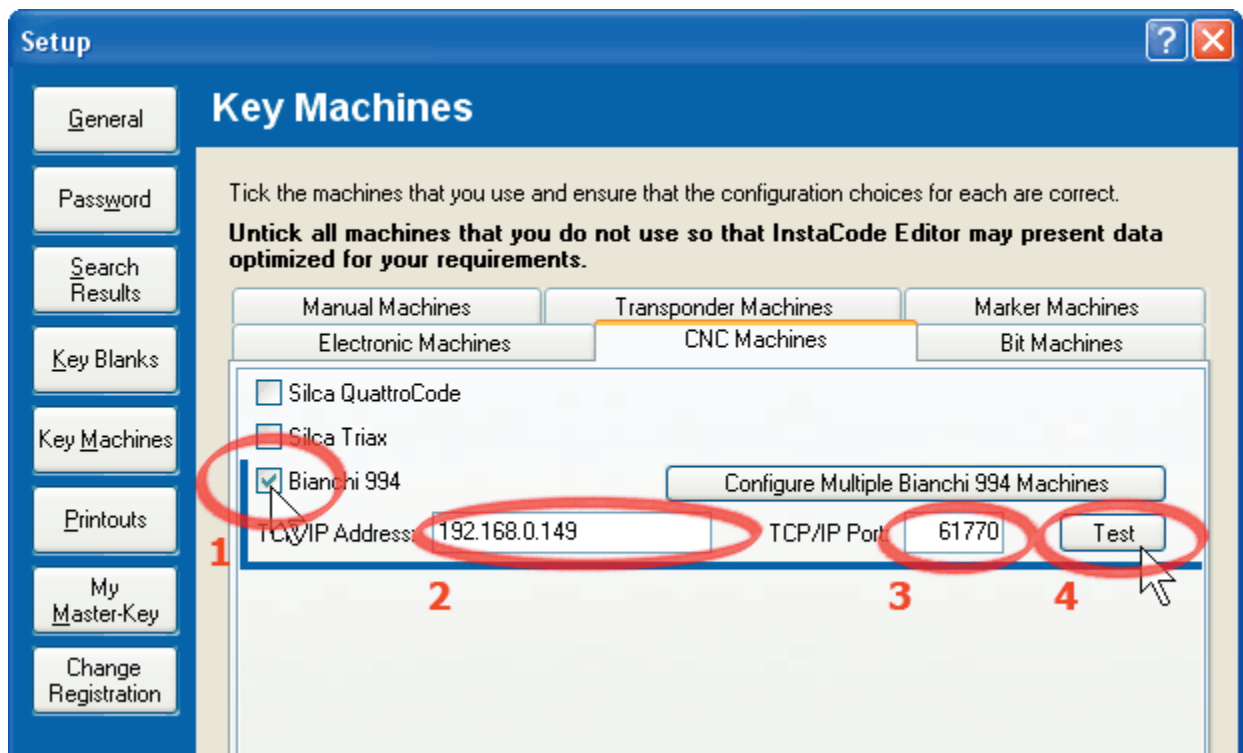 Setup
General
Password
Search
Results
Key Blanks
Key Machines
Printouts
My
Master-Key
Change
Registration
Key Machines
Tick the machines that you use and ensure that the configuration choices for each are correct.
Untick all machines that you do not use so that InstaCode Editor may present data
optimized for your requirements.
Manual Machines
Transponder Machines
Marker Machines
Electronic Machines
CNC Machines
Bit Machines
Silca QuattroCode
Silca Triax
Bianchi 994
Configure Multiple Bianchi 994 Machines
TCP/IP Address: 192.168.0.149
TCP/IP Port: 61770
Test
1
2
3
4